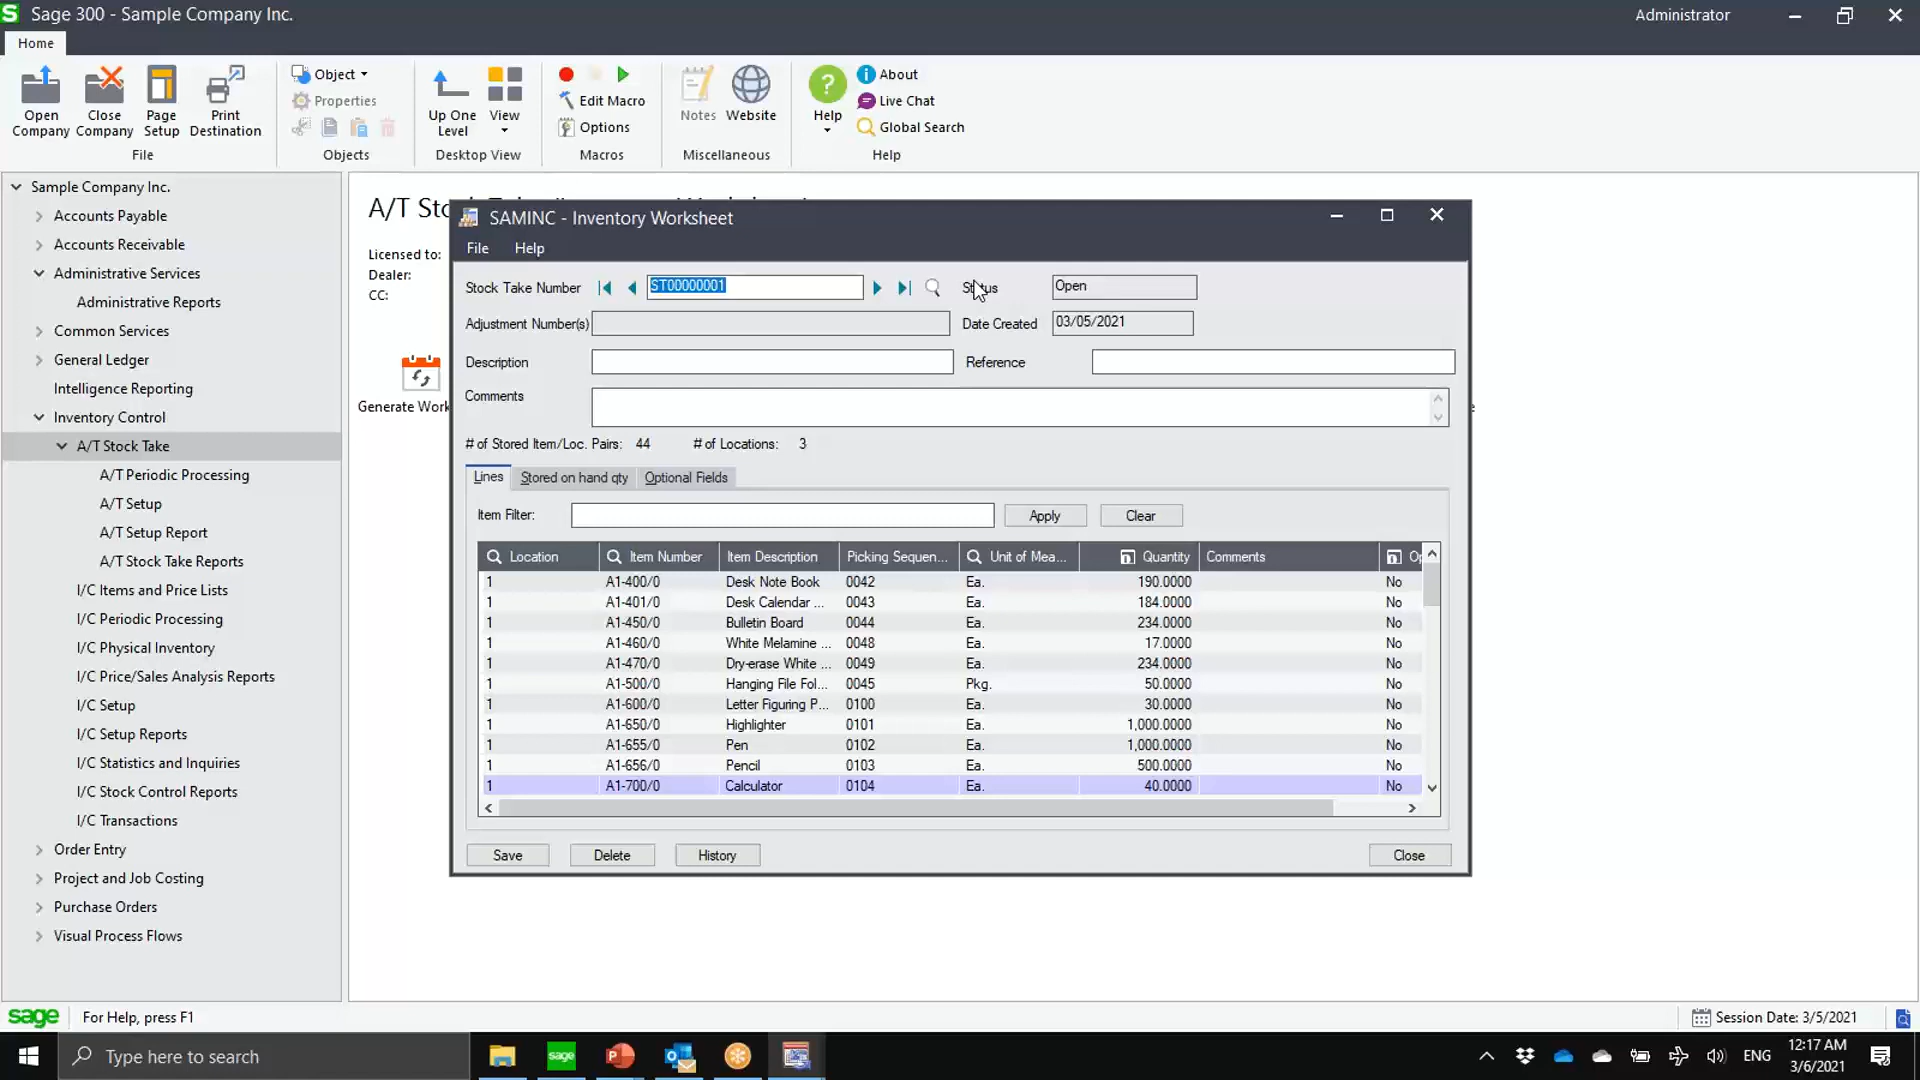 Sage 300 - Sample Company Inc.
Administrator
Home
Open Company
Close Company
Page Setup
Print Destination
File
Object
Properties
Objects
Up One Level
View
Desktop View
Edit Macro
Options
Macros
Notes
Website
Miscellaneous
Help
About
Live Chat
Global Search
Help
Sample Company Inc.
Accounts Payable
Accounts Receivable
Administrative Services
Administrative Reports
Common Services
General Ledger
Intelligence Reporting
Inventory Control
A/T Stock Take
A/T Periodic Processing
A/T Setup
A/T Setup Report
A/T Stock Take Reports
I/C Items and Price Lists
I/C Periodic Processing
I/C Physical Inventory
I/C Price/Sales Analysis Reports
I/C Setup
I/C Setup Reports
I/C Statistics and Inquiries
I/C Stock Control Reports
I/C Transactions
Order Entry
Project and Job Costing
Purchase Orders
Visual Process Flows
A/T Sto
Licensed to:
Dealer:
CC:
Generate Work
SAMINC - Inventory Worksheet
File Help
Stock Take Number ST00000001 Status Open
Adjustment Number(s) Date Created 03/05/2021
Description Reference
Comments
# of Stored Item/Loc. Pairs: 44 # of Locations: 3
Lines Stored on hand qty Optional Fields
Item Filter: Apply Clear
Location Item Number Item Description Picking Sequen... Unit of Mea... Quantity Comments Op
1 A1-400/0 Desk Note Book 0042 Ea. 190.0000 No
1 A1-401/0 Desk Calendar ... 0043 Ea. 184.0000 No
1 A1-450/0 Bulletin Board 0044 Ea. 234.0000 No
1 A1-460/0 White Melamine ... 0048 Ea. 17.0000 No
1 A1-470/0 Dry-erase White ... 0049 Ea. 234.0000 No
1 A1-500/0 Hanging File Fol... 0045 Pkg. 50.0000 No
1 A1-600/0 Letter Figuring P... 0100 Ea. 30.0000 No
1 A1-650/0 Highlighter 0101 Ea. 1,000.0000 No
1 A1-655/0 Pen 0102 Ea. 1,000.0000 No
1 A1-656/0 Pencil 0103 Ea. 500.0000 No
1 A1-700/0 Calculator 0104 Ea. 40.0000 No
Save Delete History Close
sage For Help, press F1
Session Date: 3/5/2021
Type here to search
sage
ENG
12:17 AM
3/6/2021